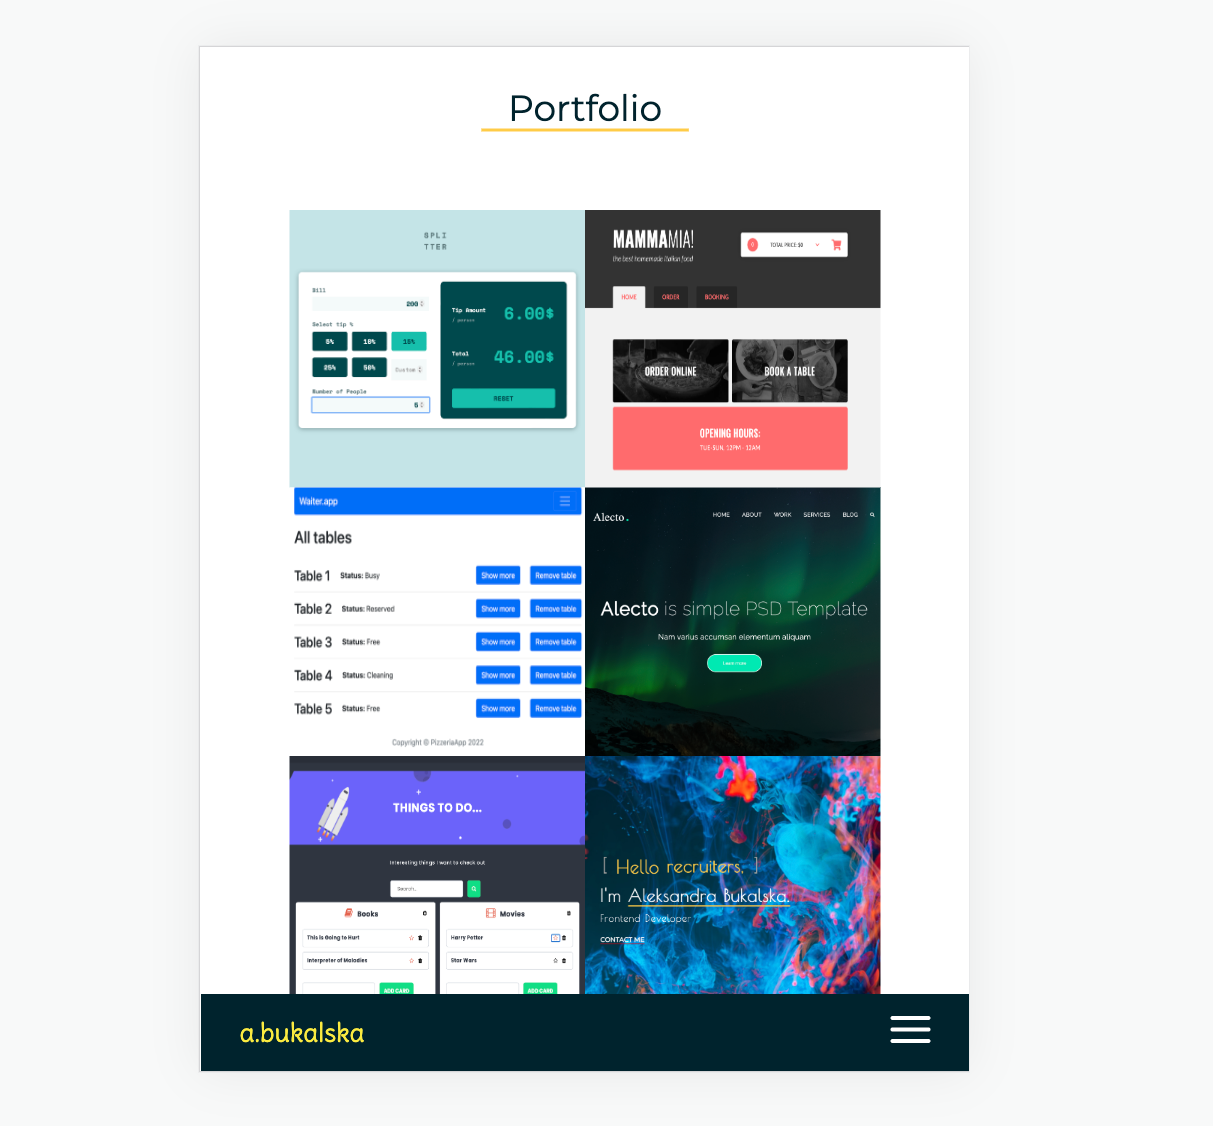 Portfolio
SPLI
TTER
Bill
200
Select tip %
5% 10% 15%
25% 50% Custom
Number of People
5
Tip Amount
/ person
6.00$
Total
/ person
46.00$
RESET
MAMMAMIA!
the best homemade italian food
0 TOTAL PRICE: $0
HOME ORDER BOOKING
ORDER ONLINE
BOOK A TABLE
OPENING HOURS:
TUE-SUN, 12PM - 12AM
Waiter.app
All tables
Table 1 Status: Busy Show more Remove table
Table 2 Status: Reserved Show more Remove table
Table 3 Status: Free Show more Remove table
Table 4 Status: Cleaning Show more Remove table
Table 5 Status: Free Show more Remove table
Copyright © PizzeriaApp 2022
Alecto.
HOME ABOUT WORK SERVICES BLOG
Alecto is simple PSD Template
Nam varius accumsan elementum aliquam
Learn more
THINGS TO DO...
Interesting things I want to check out
Search...
Books
This is Going to Hurt
Interpreter of Maladies
ADD CARD
Movies
Harry Potter
Star Wars
ADD CARD
[ Hello recruiters. ]
I'm Aleksandra Bukalska.
Frontend Developer
CONTACT ME
a.bukalska